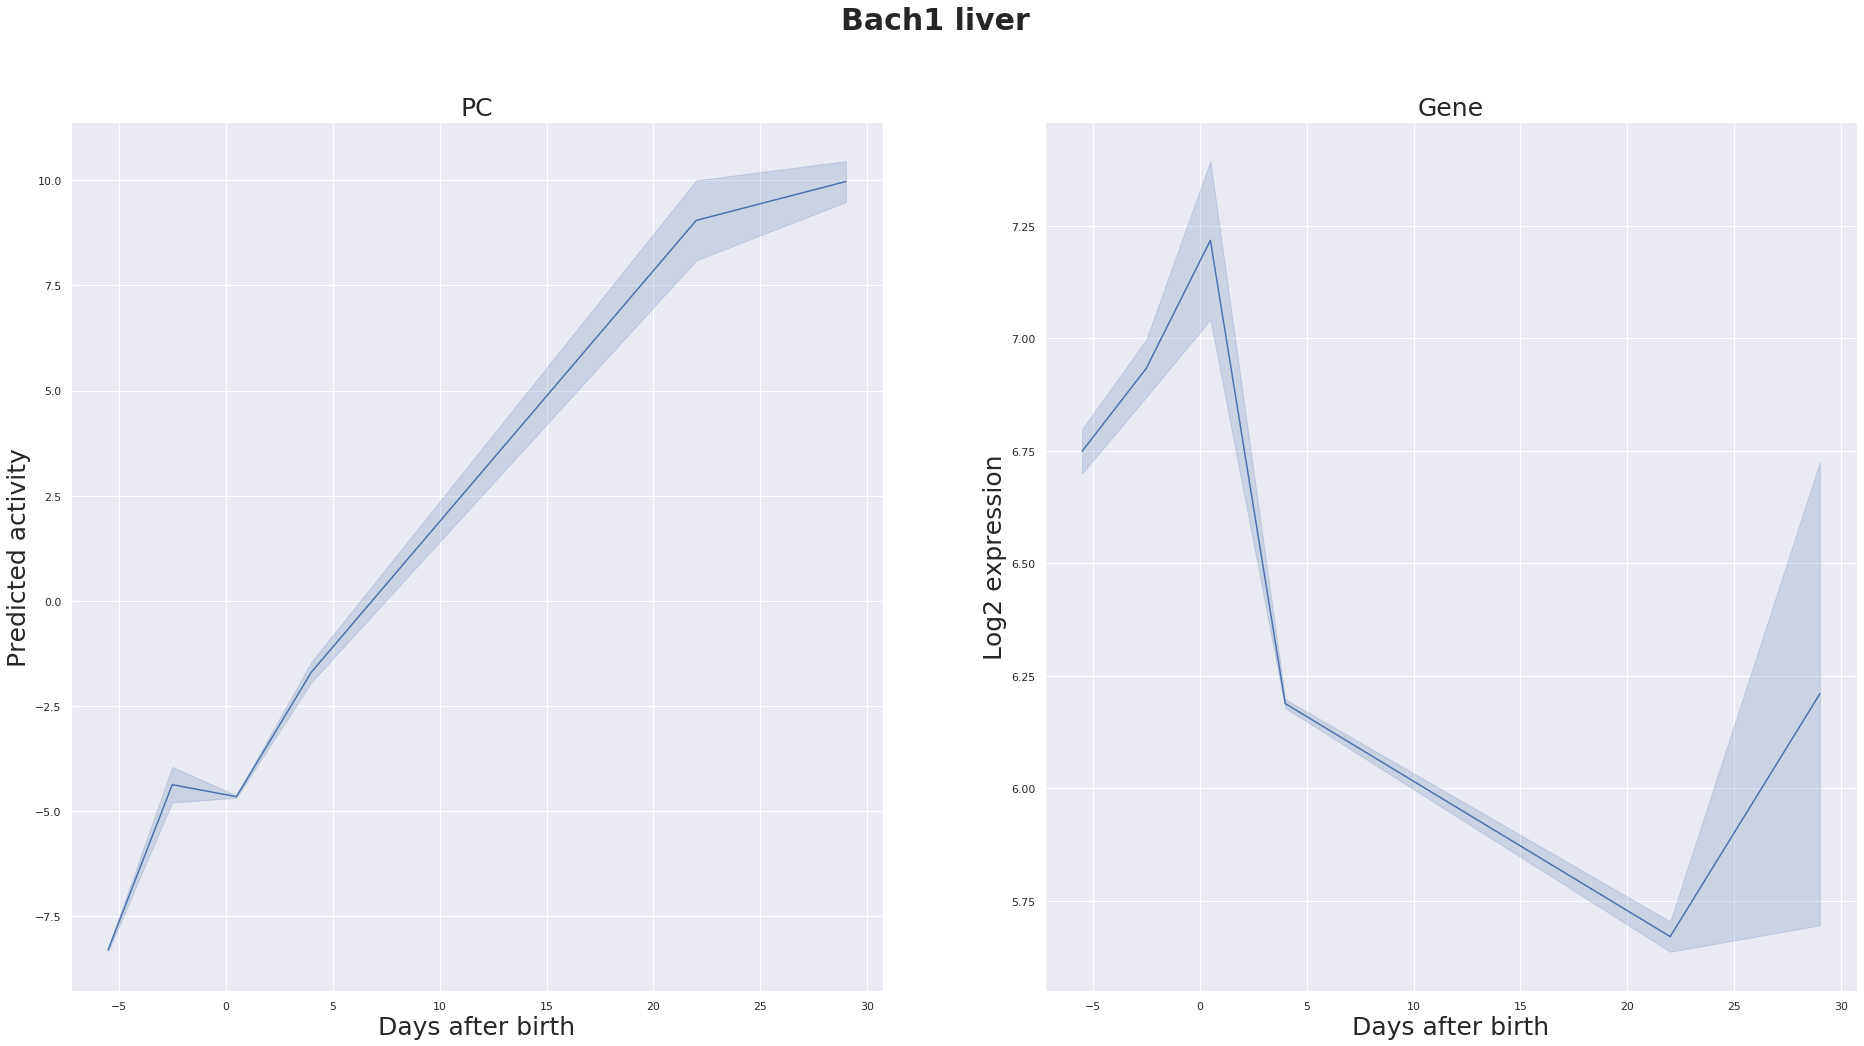 Bach1 liver
PC
Predicted activity
10.0
7.5
5.0
2.5
0.0
−2.5
−5.0
−7.5
−5 0 5 10 15 20 25 30
Days after birth
Gene
Log2 expression
7.25
7.00
6.75
6.50
6.25
6.00
5.75
−5 0 5 10 15 20 25 30
Days after birth